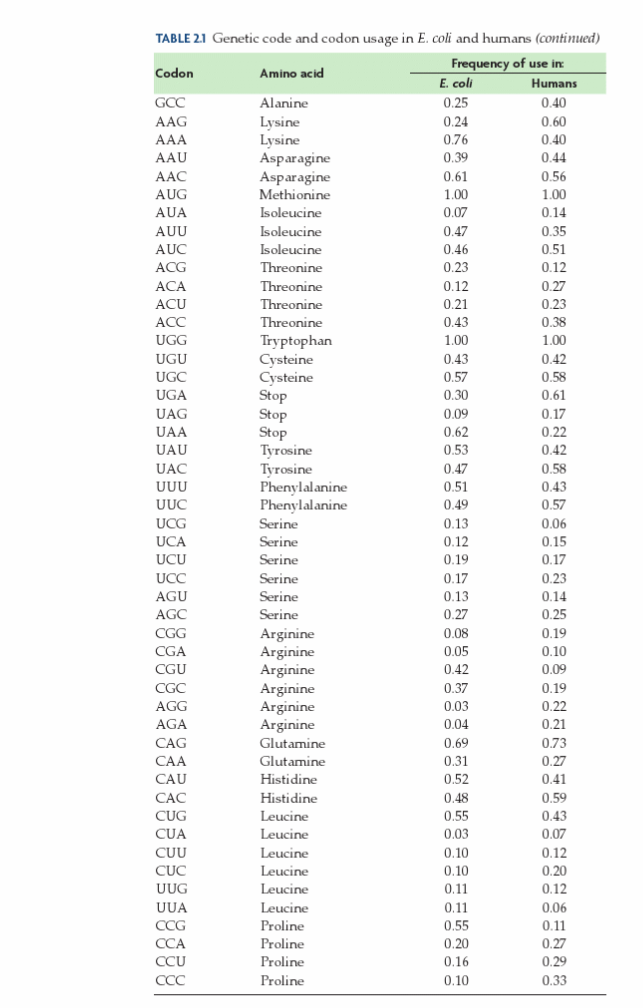 TABLE 2.1 Genetic code and codon usage in E. coli and humans (continued)
Frequency of use in:
Codon Amino acid E. coli Humans
GCC Alanine 0.25 0.40
AAG Lysine 0.24 0.60
AAA Lysine 0.76 0.40
AAU Asparagine 0.39 0.44
AAC Asparagine 0.61 0.56
AUG Methionine 1.00 1.00
AUA Isoleucine 0.07 0.14
AUU Isoleucine 0.47 0.35
AUC Isoleucine 0.46 0.51
ACG Threonine 0.23 0.12
ACA Threonine 0.12 0.27
ACU Threonine 0.21 0.23
ACC Threonine 0.43 0.38
UGG Tryptophan 1.00 1.00
UGU Cysteine 0.43 0.42
UGC Cysteine 0.57 0.58
UGA Stop 0.30 0.61
UAG Stop 0.09 0.17
UAA Stop 0.62 0.22
UAU Tyrosine 0.53 0.42
UAC Tyrosine 0.47 0.58
UUU Phenylalanine 0.51 0.43
UUC Phenylalanine 0.49 0.57
UCG Serine 0.13 0.06
UCA Serine 0.12 0.15
UCU Serine 0.19 0.17
UCC Serine 0.17 0.23
AGU Serine 0.13 0.14
AGC Serine 0.27 0.25
CGG Arginine 0.08 0.19
CGA Arginine 0.05 0.10
CGU Arginine 0.42 0.09
CGC Arginine 0.37 0.19
AGG Arginine 0.03 0.22
AGA Arginine 0.04 0.21
CAG Glutamine 0.69 0.73
CAA Glutamine 0.31 0.27
CAU Histidine 0.52 0.41
CAC Histidine 0.48 0.59
CUG Leucine 0.55 0.43
CUA Leucine 0.03 0.07
CUU Leucine 0.10 0.12
CUC Leucine 0.10 0.20
UUG Leucine 0.11 0.12
UUA Leucine 0.11 0.06
CCG Proline 0.55 0.11
CCA Proline 0.20 0.27
CCU Proline 0.16 0.29
CCC Proline 0.10 0.33